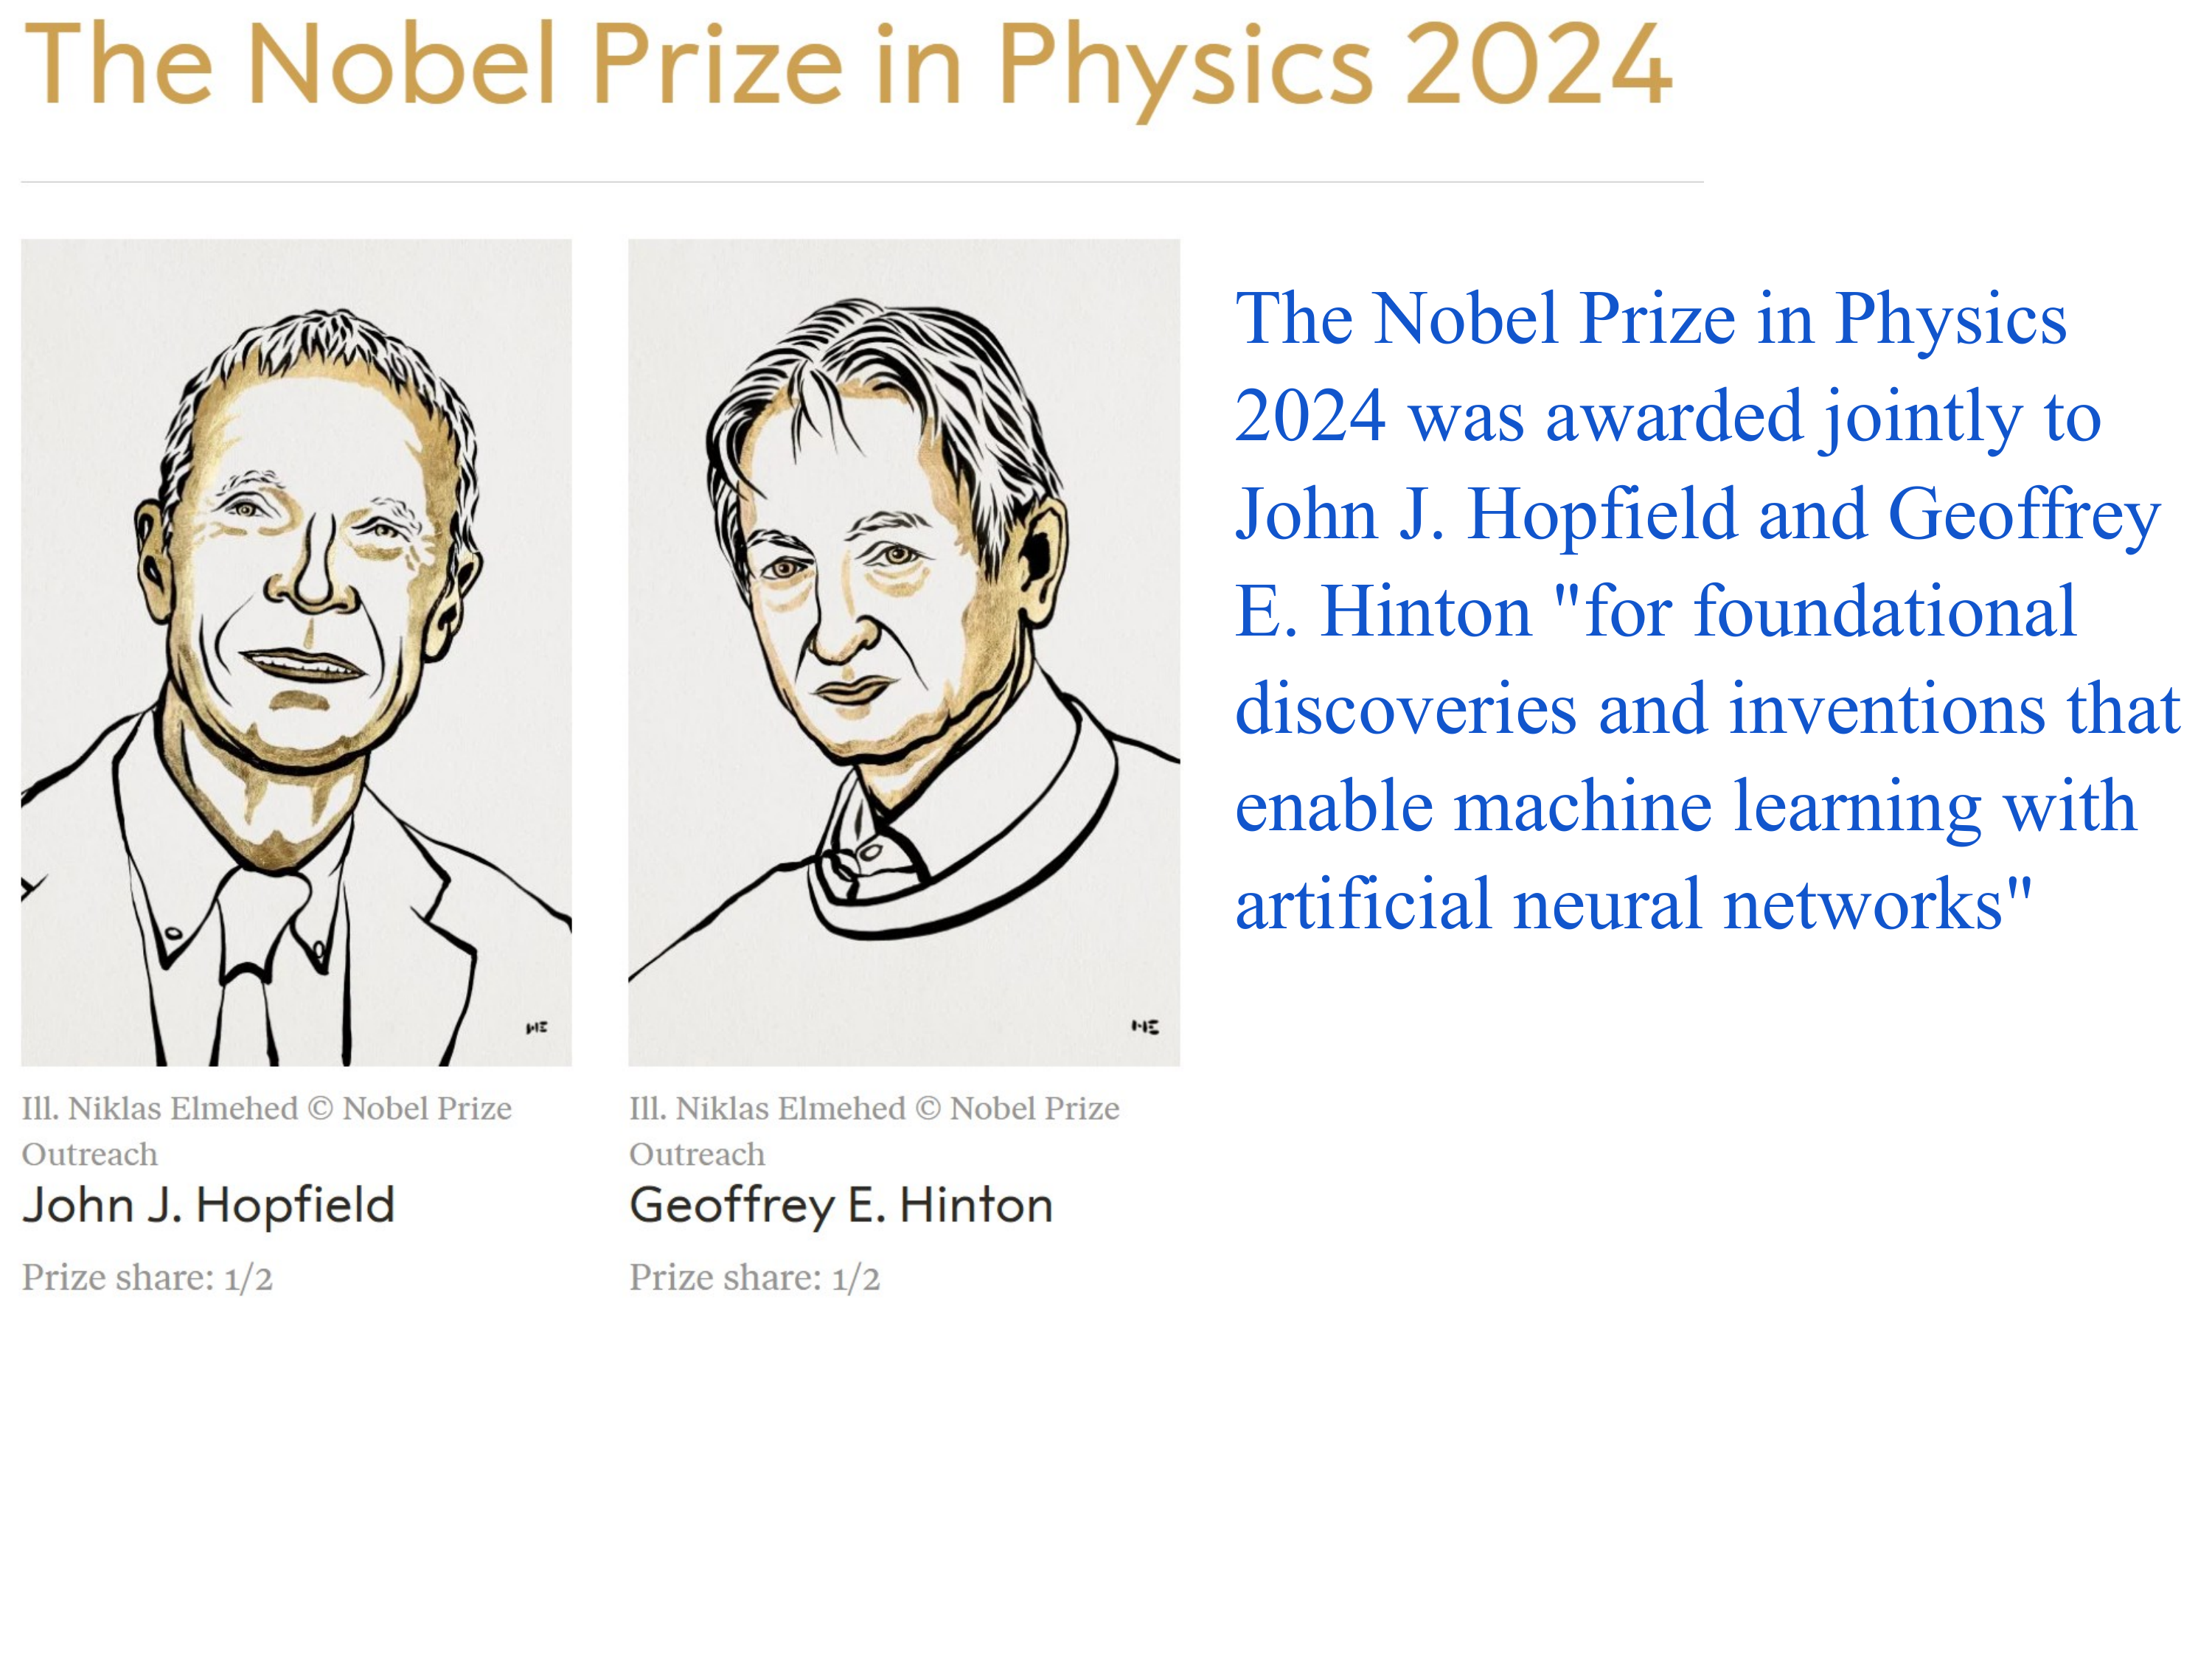 The Nobel Prize in Physics 2024
The Nobel Prize in Physics
2024 was awarded jointly to
John J. Hopfield and Geoffrey
E. Hinton "for foundational
discoveries and inventions that
enable machine learning with
artificial neural networks"
Ill. Niklas Elmehed © Nobel Prize
Outreach
John J. Hopfield
Prize share: 1/2
Ill. Niklas Elmehed © Nobel Prize
Outreach
Geoffrey E. Hinton
Prize share: 1/2